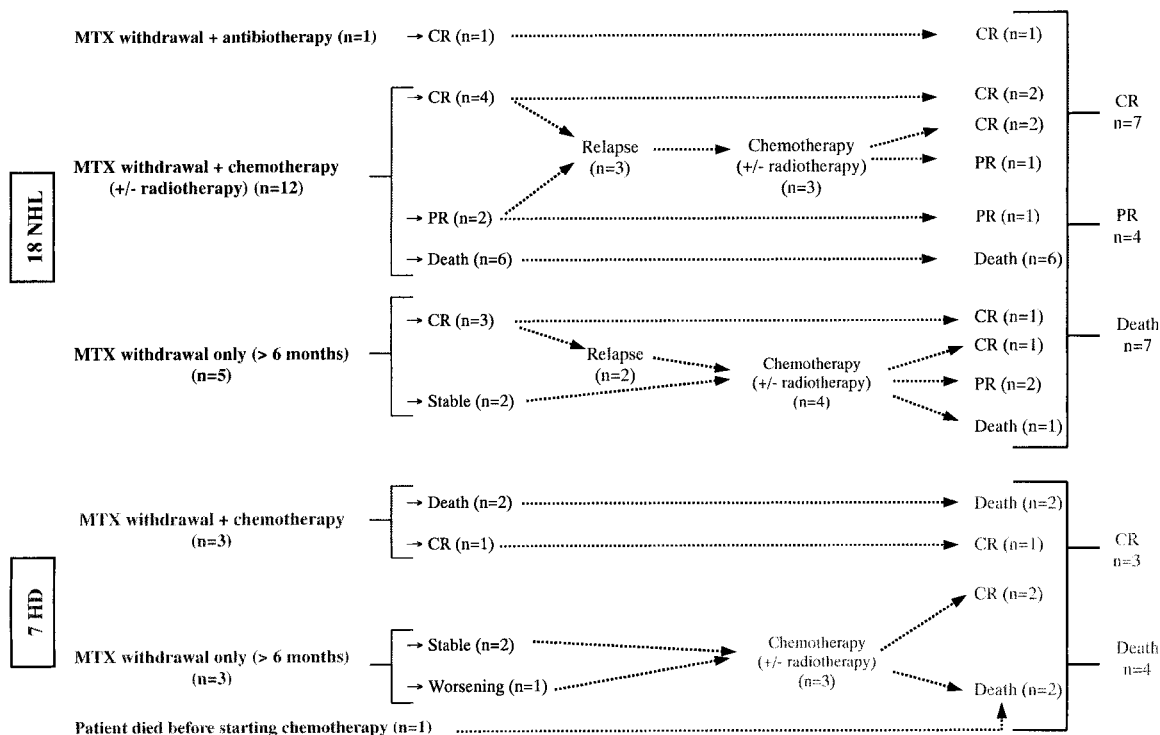 MTX withdrawal + antibiotherapy (n=1) → CR (n=1) CR (n=1)
→ CR (n=4) CR (n=2)
CR
n=7
CR (n=2)
Relapse
(n=3)
Chemotherapy
(+/- radiotherapy)
(n=3)
MTX withdrawal + chemotherapy
(+/- radiotherapy) (n=12)
PR (n=1)
18 NHL
→ PR (n=2) PR (n=1)
PR
n=4
→ Death (n=6) Death (n=6)
→ CR (n=3) CR (n=1)
Death
n=7
CR (n=1)
MTX withdrawal only (> 6 months)
(n=5)
Relapse
(n=2)
Chemotherapy
(+/- radiotherapy)
(n=4)
PR (n=2)
→ Stable (n=2)
Death (n=1)
→ Death (n=2) Death (n=2)
MTX withdrawal + chemotherapy
(n=3)
→ CR (n=1) CR (n=1)
CR
n=3
CR (n=2)
7 HD
→ Stable (n=2)
Chemotherapy
(+/- radiotherapy)
(n=3)
MTX withdrawal only (> 6 months)
(n=3)
Death
n=4
→ Worsening (n=1)
Death (n=2)
Patient died before starting chemotherapy (n=1)